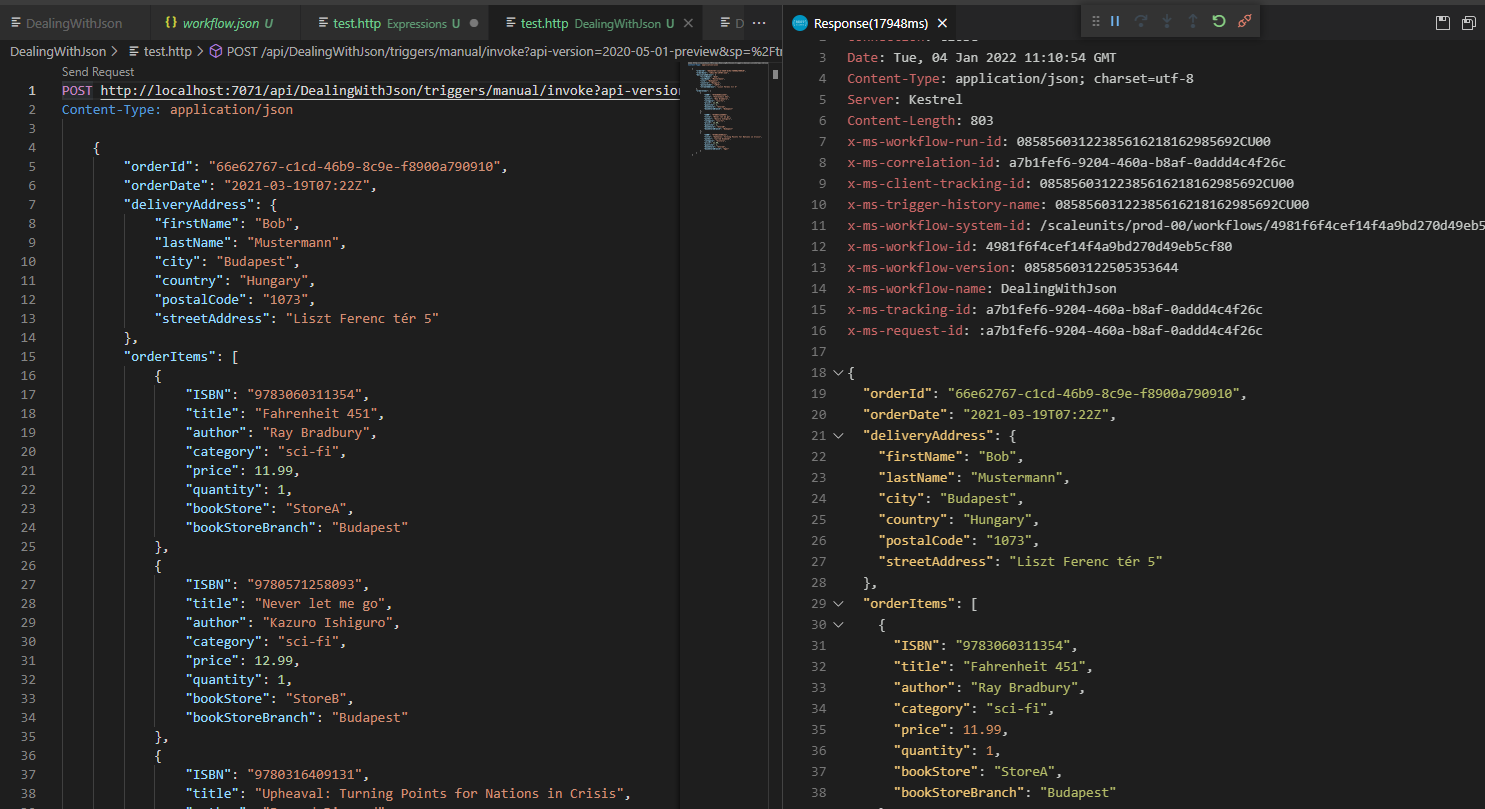 DealingWithJson
{} workflow.json U
test.http Expressions U
test.http DealingWithJson U
D
DealingWithJson > test.http > POST /api/DealingWithJson/triggers/manual/invoke?api-version=2020-05-01-preview&sp=%2Ft
Send Request
1 POST http://localhost:7071/api/DealingWithJson/triggers/manual/invoke?api-version
2 Content-Type: application/json
3
4 {
5 "orderId": "66e62767-c1cd-46b9-8c9e-f8900a790910",
6 "orderDate": "2021-03-19T07:22Z",
7 "deliveryAddress": {
8 "firstName": "Bob",
9 "lastName": "Mustermann",
10 "city": "Budapest",
11 "country": "Hungary",
12 "postalCode": "1073",
13 "streetAddress": "Liszt Ferenc tér 5"
14 },
15 "orderItems": [
16 {
17 "ISBN": "9783060311354",
18 "title": "Fahrenheit 451",
19 "author": "Ray Bradbury",
20 "category": "sci-fi",
21 "price": 11.99,
22 "quantity": 1,
23 "bookStore": "StoreA",
24 "bookStoreBranch": "Budapest"
25 },
26 {
27 "ISBN": "9780571258093",
28 "title": "Never let me go",
29 "author": "Kazuro Ishiguro",
30 "category": "sci-fi",
31 "price": 12.99,
32 "quantity": 1,
33 "bookStore": "StoreB",
34 "bookStoreBranch": "Budapest"
35 },
36 {
37 "ISBN": "9780316409131",
38 "title": "Upheaval: Turning Points for Nations in Crisis",
Response(17948ms)
3 Date: Tue, 04 Jan 2022 11:10:54 GMT
4 Content-Type: application/json; charset=utf-8
5 Server: Kestrel
6 Content-Length: 803
7 x-ms-workflow-run-id: 08585603122385616218162985692CU00
8 x-ms-correlation-id: a7b1fef6-9204-460a-b8af-0addd4c4f26c
9 x-ms-client-tracking-id: 08585603122385616218162985692CU00
10 x-ms-trigger-history-name: 08585603122385616218162985692CU00
11 x-ms-workflow-system-id: /scaleunits/prod-00/workflows/4981f6f4cef14f4a9bd270d49eb5
12 x-ms-workflow-id: 4981f6f4cef14f4a9bd270d49eb5cf80
13 x-ms-workflow-version: 08585603122505353644
14 x-ms-workflow-name: DealingWithJson
15 x-ms-tracking-id: a7b1fef6-9204-460a-b8af-0addd4c4f26c
16 x-ms-request-id: :a7b1fef6-9204-460a-b8af-0addd4c4f26c
17
18 {
19 "orderId": "66e62767-c1cd-46b9-8c9e-f8900a790910",
20 "orderDate": "2021-03-19T07:22Z",
21 "deliveryAddress": {
22 "firstName": "Bob",
23 "lastName": "Mustermann",
24 "city": "Budapest",
25 "country": "Hungary",
26 "postalCode": "1073",
27 "streetAddress": "Liszt Ferenc tér 5"
28 },
29 "orderItems": [
30 {
31 "ISBN": "9783060311354",
32 "title": "Fahrenheit 451",
33 "author": "Ray Bradbury",
34 "category": "sci-fi",
35 "price": 11.99,
36 "quantity": 1,
37 "bookStore": "StoreA",
38 "bookStoreBranch": "Budapest"